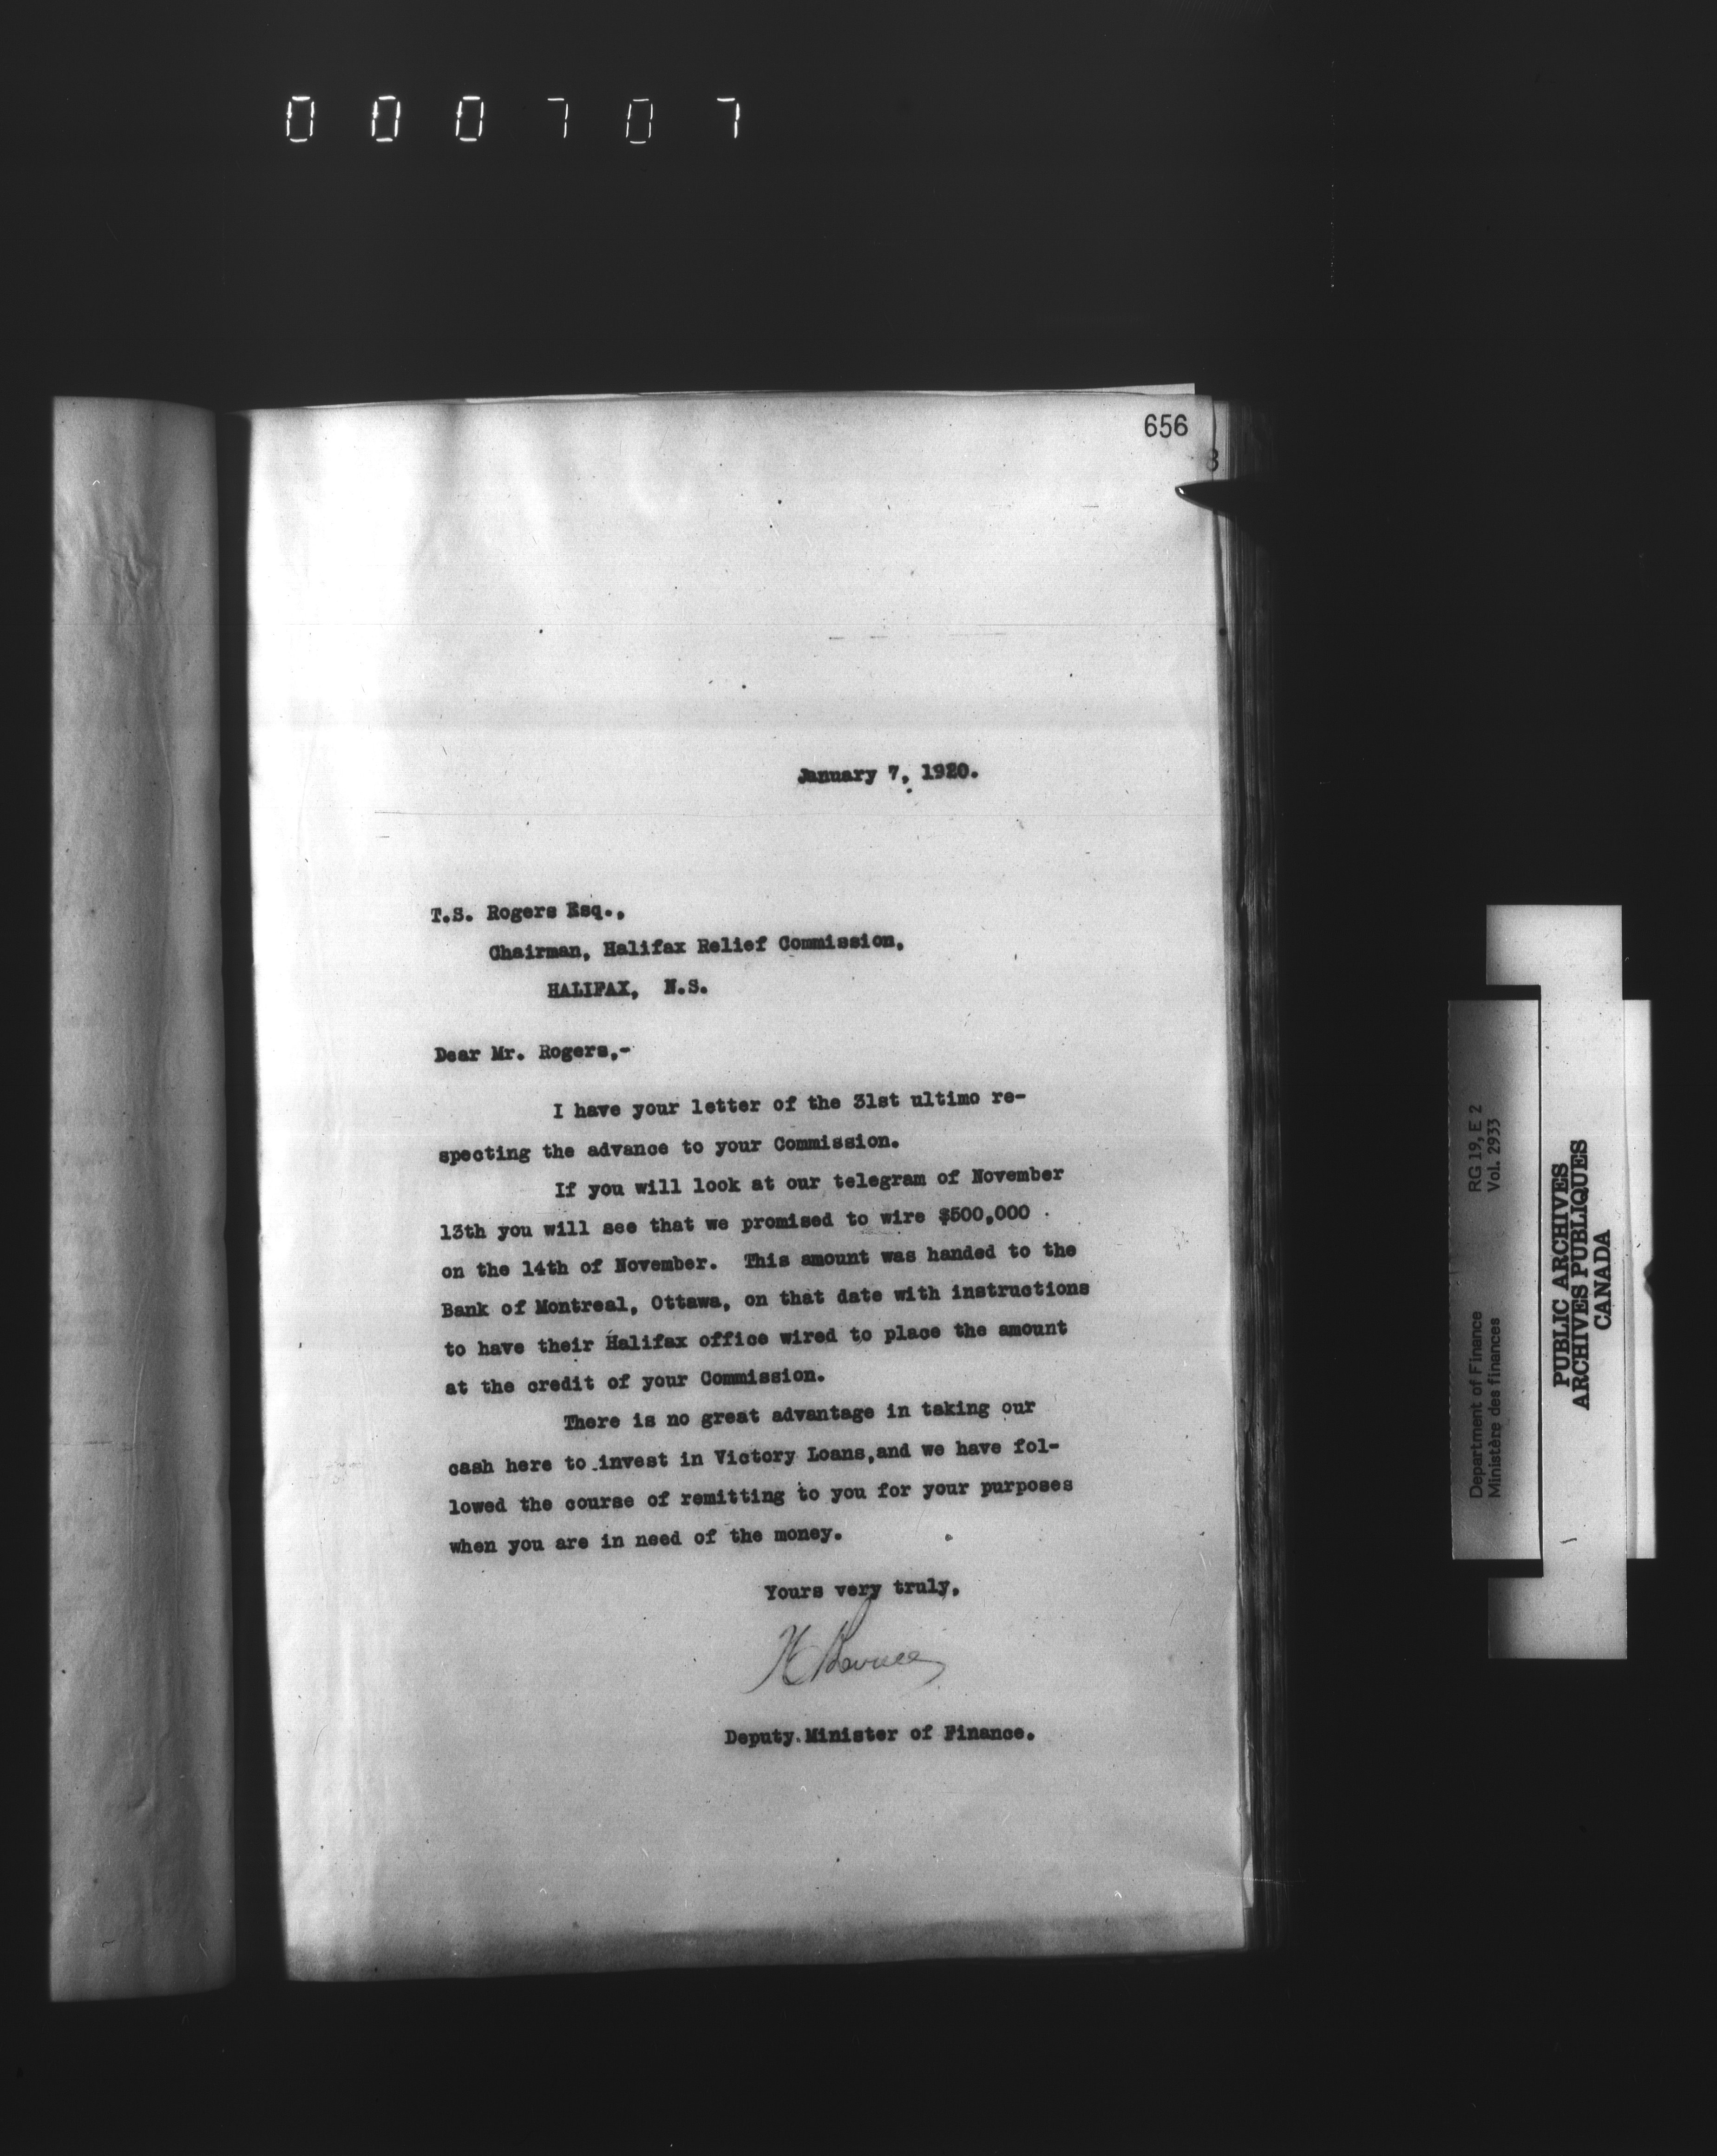 000707
656
8
January 7, 1920.
T.S. Rogers Esq.,
Chairman, Halifax Relief Commission,
HALIFAX, N.S.
Dear Mr. Rogers,-
I have your letter of the 31st ultimo re-
specting the advance to your Commission.
If you will look at our telegram of November
13th you will see that we promised to wire $500,000
on the 14th of November. This amount was handed to the
Bank of Montreal, Ottawa, on that date with instructions
to have their Halifax office wired to place the amount
at the credit of your Commission.
There is no great advantage in taking our
cash here to invest in Victory Loans,and we have fol-
lowed the course of remitting to you for your purposes
when you are in need of the money.
Yours very truly,
Deputy Minister of Finance.
Department of Finance RG 19, E 2
Ministère des finances Vol. 2933
PUBLIC ARCHIVES
ARCHIVES PUBLIQUES
CANADA